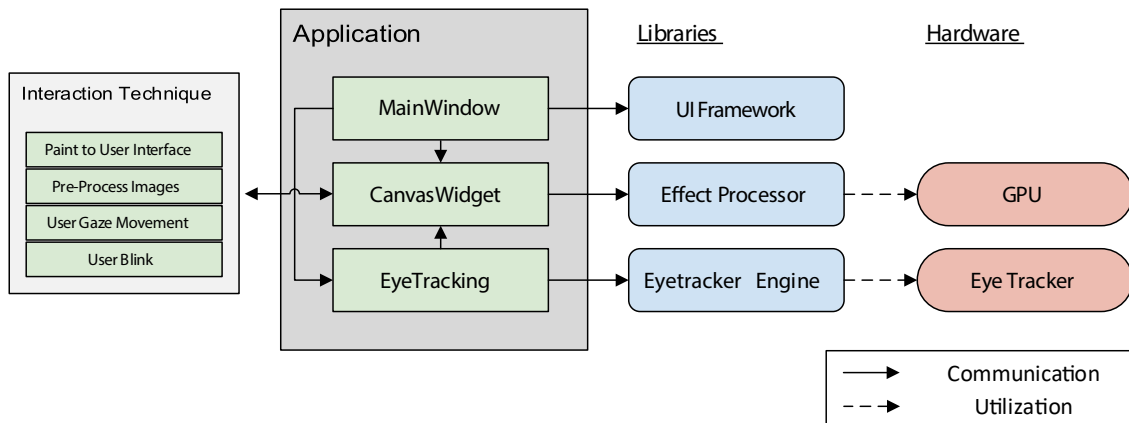 Application
Libraries
Hardware
Interaction Technique
Paint to User Interface
Pre-Process Images
User Gaze Movement
User Blink
MainWindow
CanvasWidget
EyeTracking
UI Framework
Effect Processor
Eyetracker Engine
GPU
Eye Tracker
Communication
Utilization